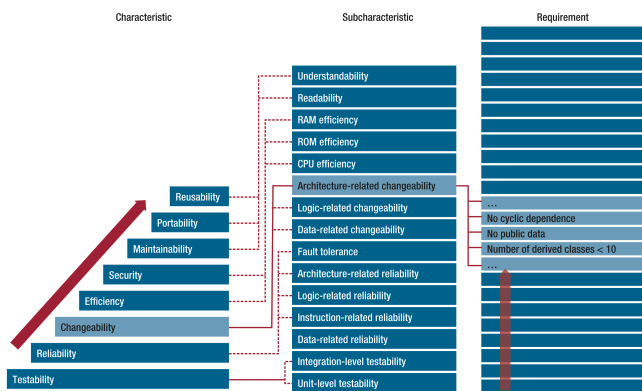 Characteristic
Subcharacteristic
Requirement
Understandability
Readability
RAM efficiency
ROM efficiency
CPU efficiency
Architecture-related changeability
Logic-related changeability
Data-related changeability
Fault tolerance
Architecture-related reliability
Logic-related reliability
Instruction-related reliability
Data-related reliability
Integration-level testability
Unit-level testability
Reusability
Portability
Maintainability
Security
Efficiency
Changeability
Reliability
Testability
...
No cyclic dependence
No public data
Number of derived classes < 10
...